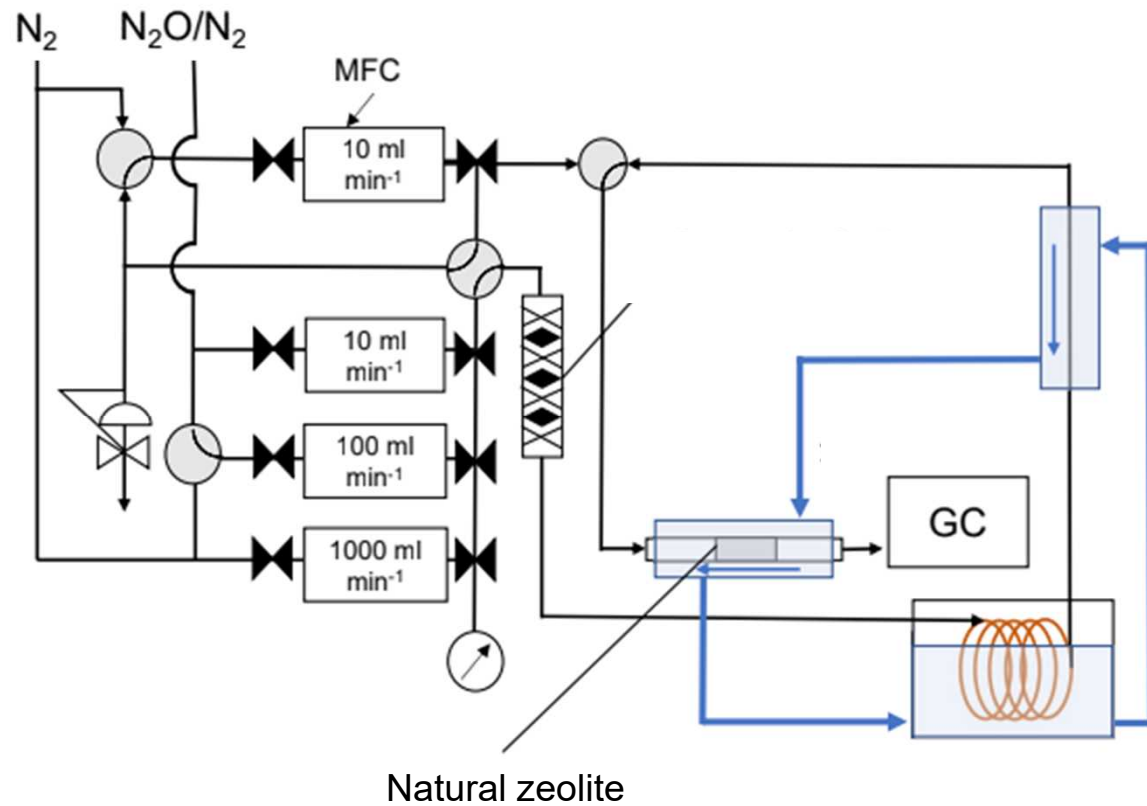 N₂
N₂O/N₂
MFC
10 ml
min⁻¹
10 ml
min⁻¹
100 ml
min⁻¹
1000 ml
min⁻¹
GC
Natural zeolite